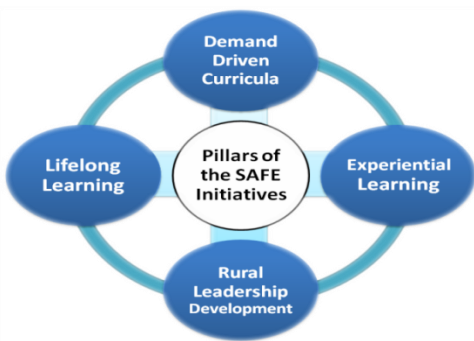 Demand
Driven
Curricula
Lifelong
Learning
Pillars of
the SAFE
Initiatives
Experiential
Learning
Rural
Leadership
Development